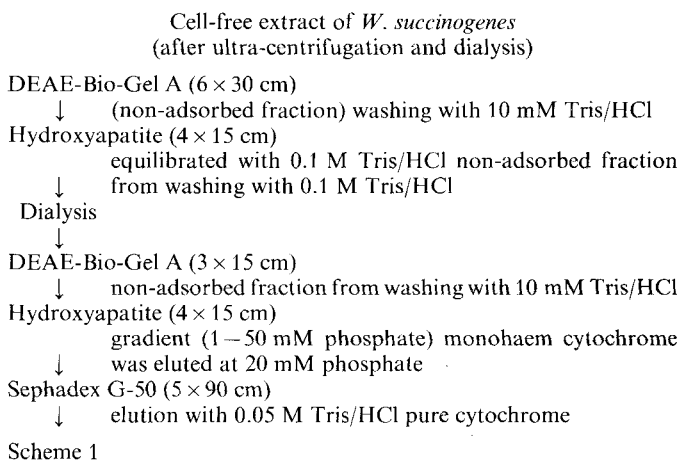 Cell-free extract of W. succinogenes
(after ultra-centrifugation and dialysis)
DEAE-Bio-Gel A (6 × 30 cm)
↓ (non-adsorbed fraction) washing with 10 mM Tris/HCl
Hydroxyapatite (4 × 15 cm)
equilibrated with 0.1 M Tris/HCl non-adsorbed fraction
↓ from washing with 0.1 M Tris/HCl
Dialysis
↓
DEAE-Bio-Gel A (3 × 15 cm)
↓ non-adsorbed fraction from washing with 10 mM Tris/HCl
Hydroxyapatite (4 × 15 cm)
gradient (1–50 mM phosphate) monohaem cytochrome
↓ was eluted at 20 mM phosphate
Sephadex G-50 (5 × 90 cm)
↓ elution with 0.05 M Tris/HCl pure cytochrome
Scheme 1